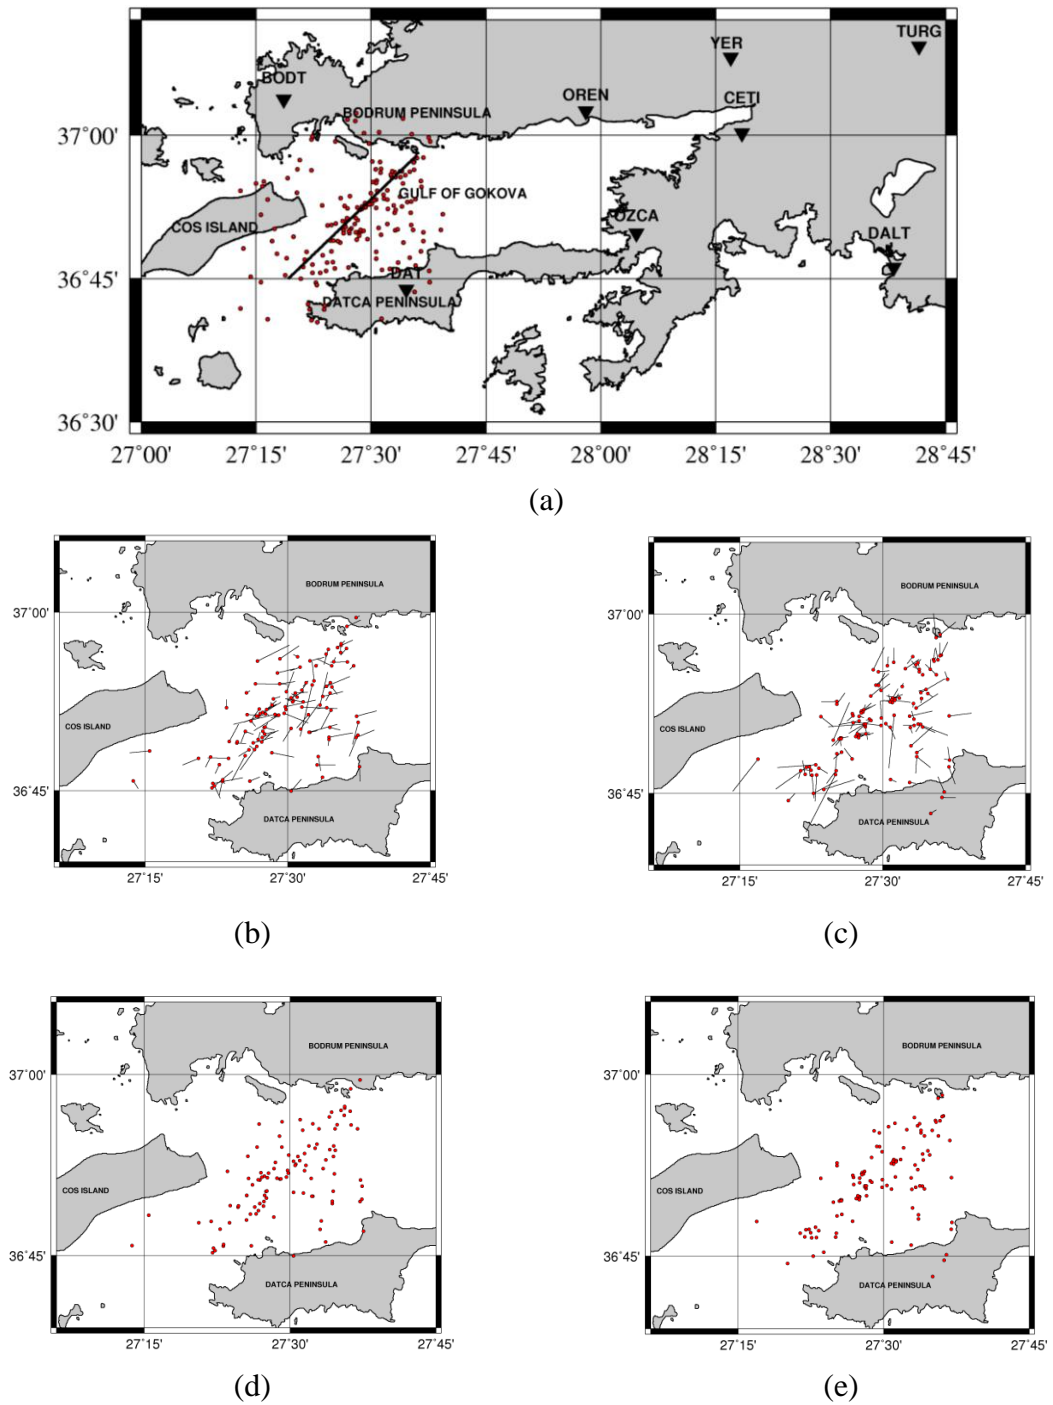 TURG
YER
BODT
OREN
CETI
BODRUM PENINSULA
37°00'
GULF OF GOKOVA
COS ISLAND
OZCA
DALT
DAT
36°45'
DATCA PENINSULA
36°30'
27°00' 27°15' 27°30' 27°45' 28°00' 28°15' 28°30' 28°45'
(a)
BODRUM PENINSULA
37°00'
COS ISLAND
36°45'
DATCA PENINSULA
27°15' 27°30' 27°45'
(b)
BODRUM PENINSULA
37°00'
COS ISLAND
36°45'
DATCA PENINSULA
27°15' 27°30' 27°45'
(c)
BODRUM PENINSULA
37°00'
COS ISLAND
36°45'
DATCA PENINSULA
27°15' 27°30' 27°45'
(d)
BODRUM PENINSULA
37°00'
COS ISLAND
36°45'
DATCA PENINSULA
27°15' 27°30' 27°45'
(e)